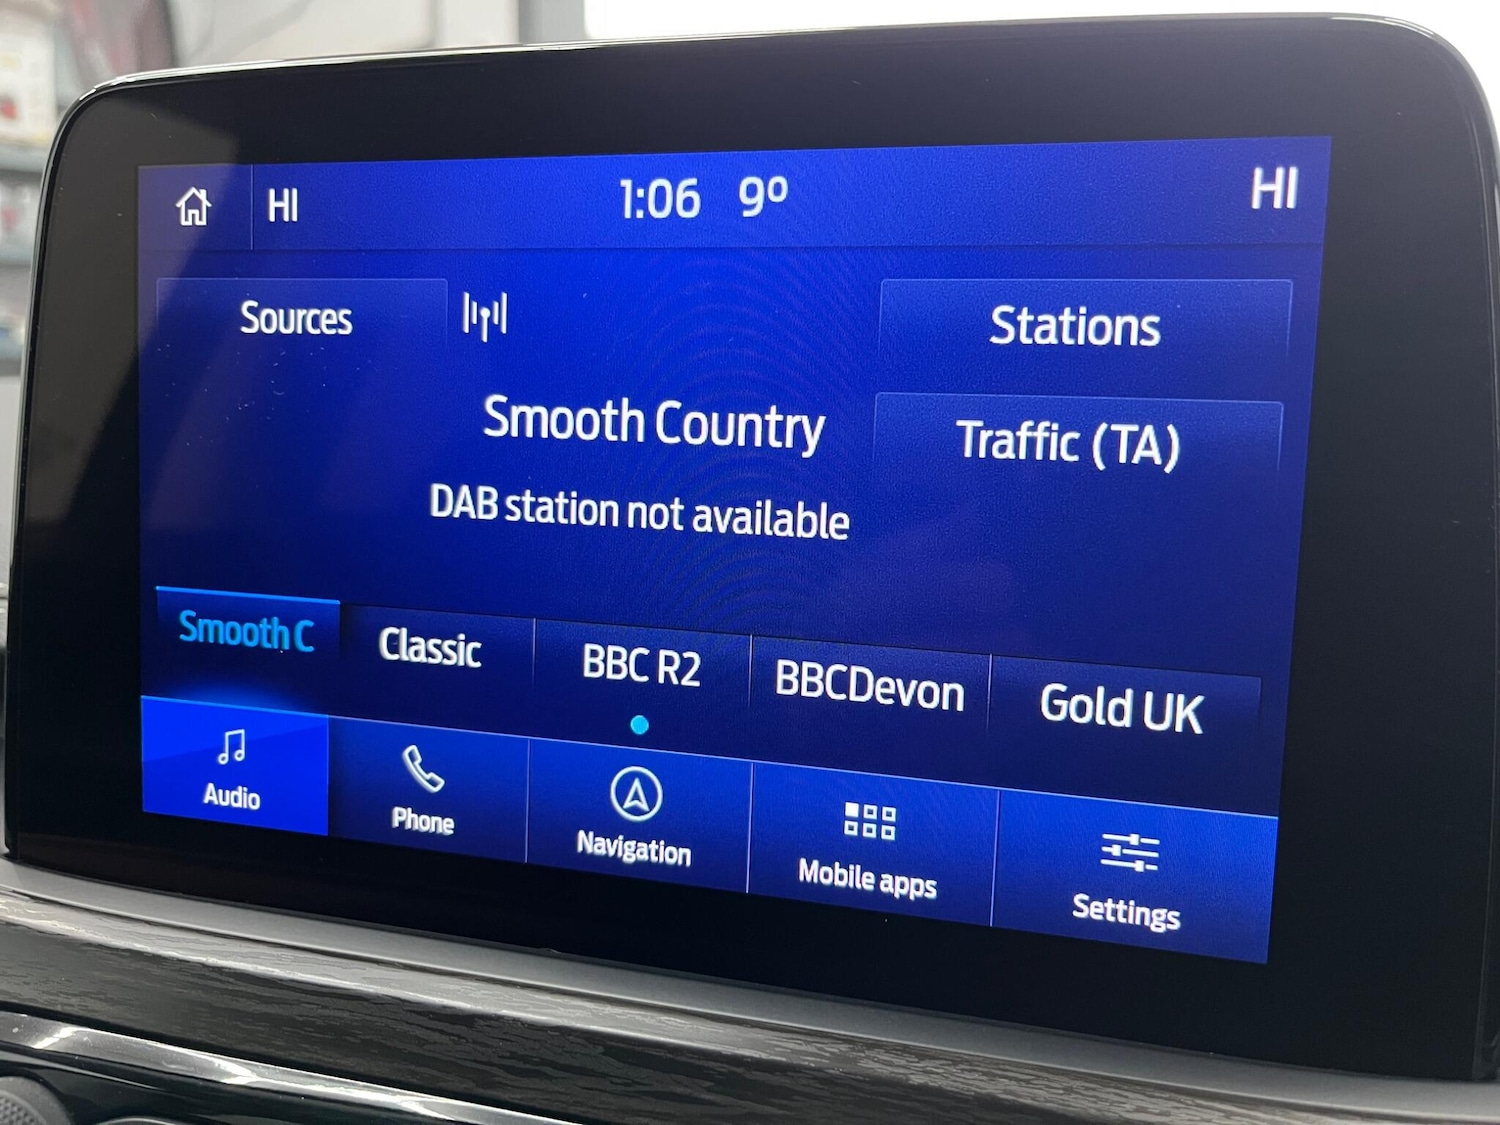 HI
1:06 9º
HI
Sources
Stations
Smooth Country
Traffic (TA)
DAB station not available
Smooth C
Classic
BBC R2
BBCDevon
Gold UK
Audio
Phone
Navigation
Mobile apps
Settings